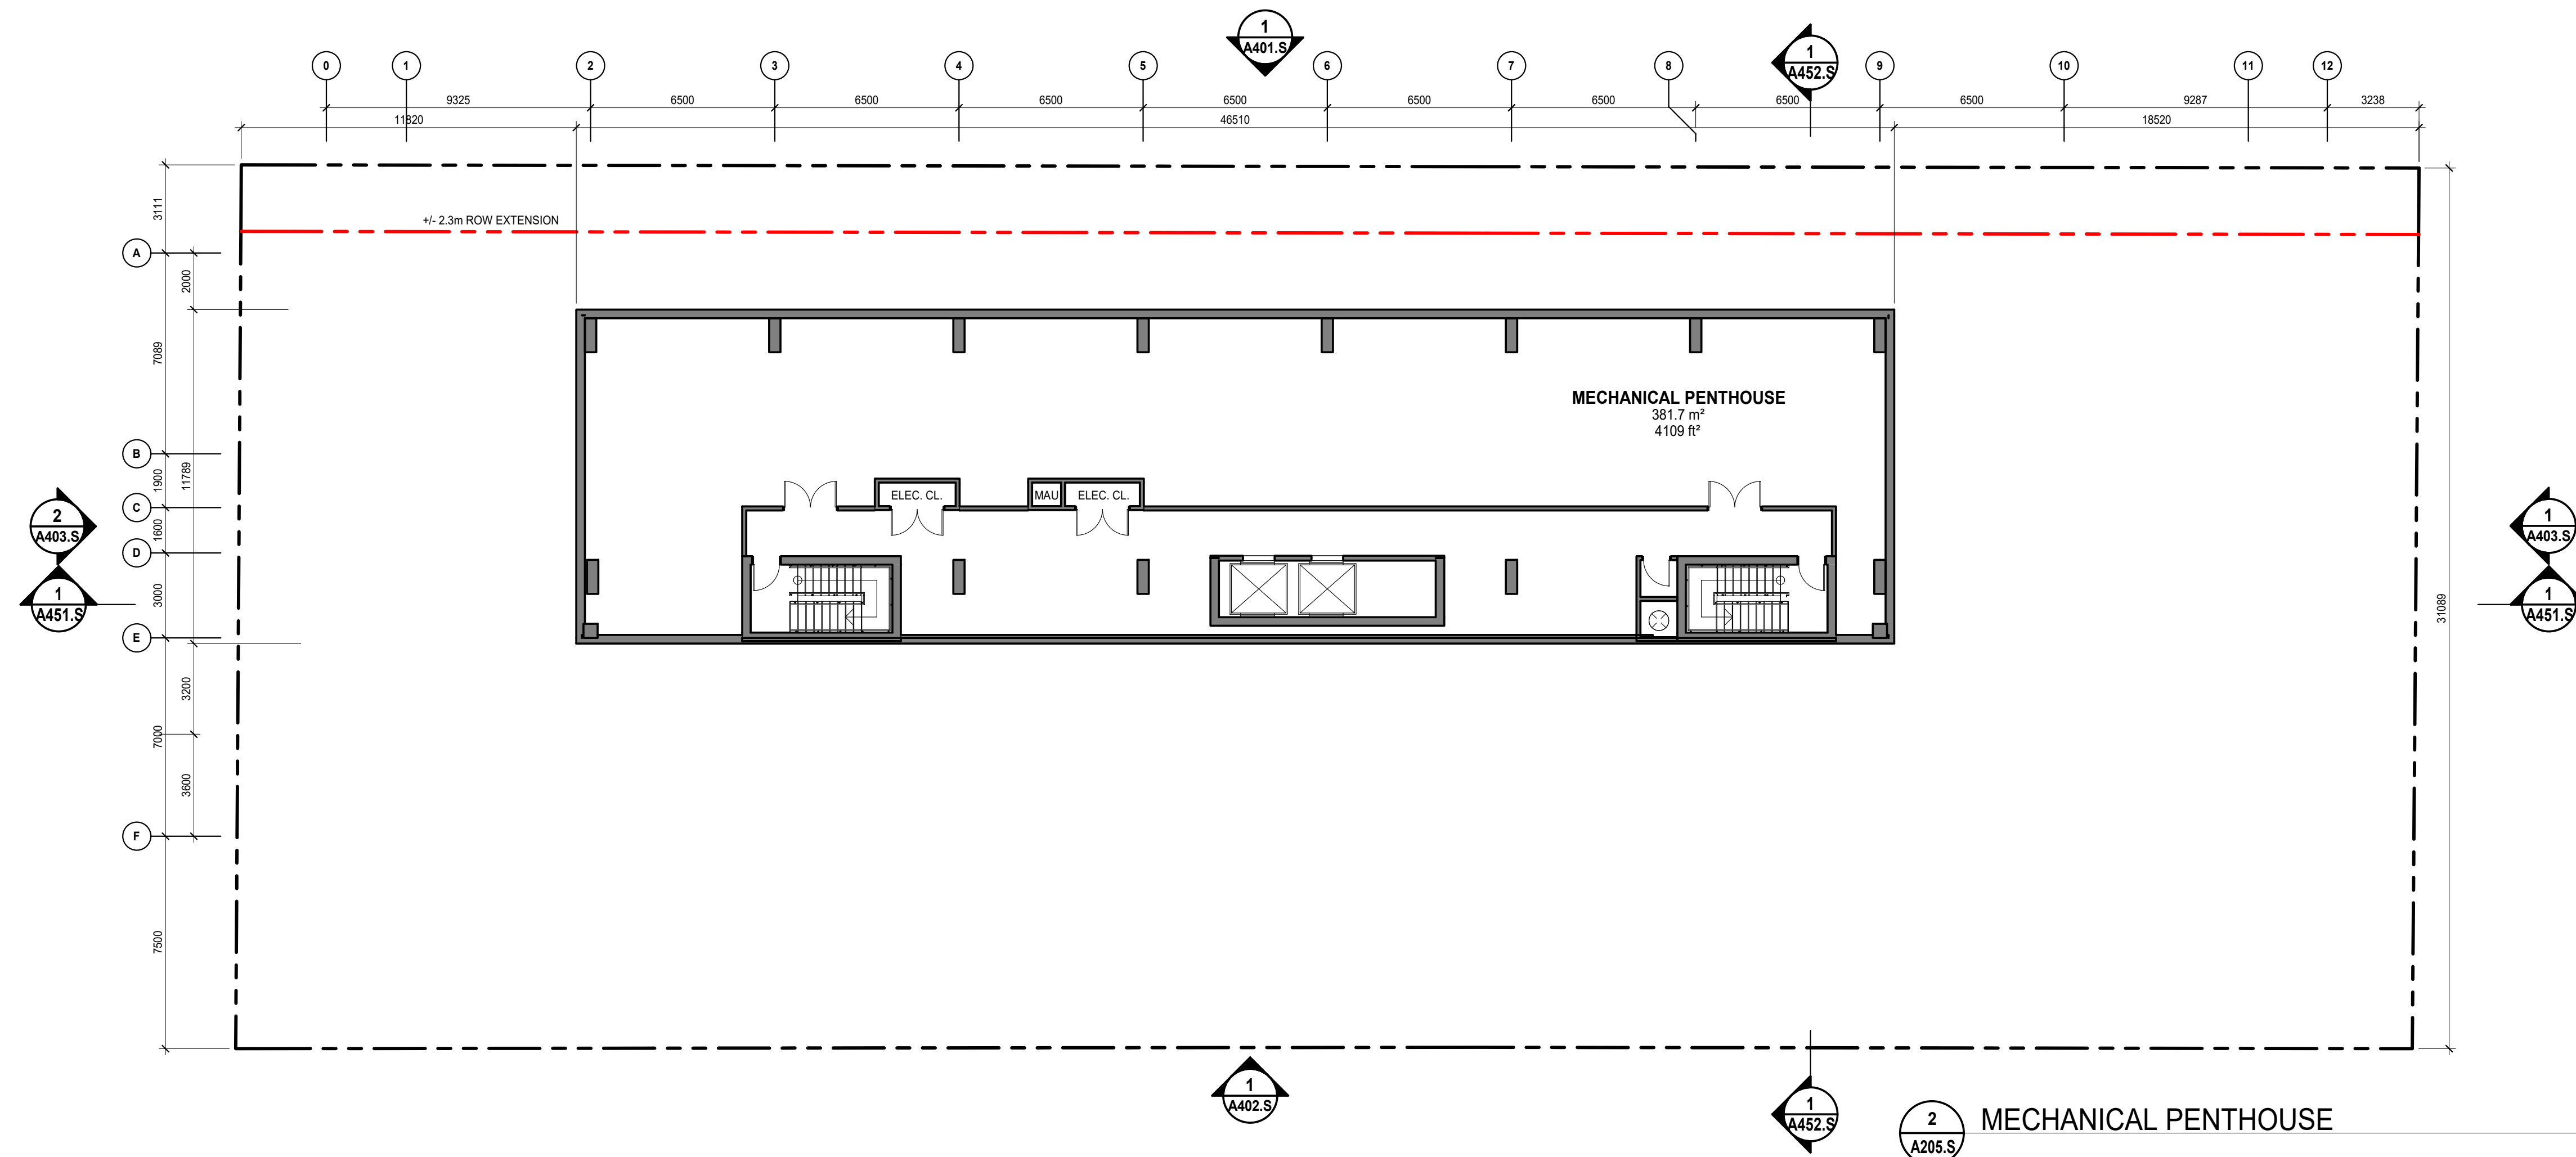 1
A401.S
1
A452.S
0 1 2 3 4 5 6 7 8 9 10 11 12
9325 6500 6500 6500 6500 6500 6500 6500 6500 9287 3238
11820 46510 18520
3111
+/- 2.3m ROW EXTENSION
A
2000
7089
MECHANICAL PENTHOUSE
381.7 m²
4109 ft²
B
1900
11789
ELEC. CL.
MAU
ELEC. CL.
C
2
A403.S
1
A403.S
1600
D
3000
1
A451.S
1
A451.S
31089
E
3200
7000
3600
F
7500
1
A402.S
1
A452.S
2
A205.S
MECHANICAL PENTHOUSE